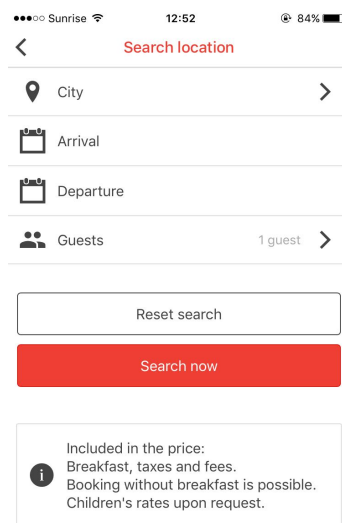 Sunrise 12:52 84%
Search location
City
Arrival
Departure
Guests 1 guest
Reset search
Search now
Included in the price:
Breakfast, taxes and fees.
Booking without breakfast is possible.
Children's rates upon request.